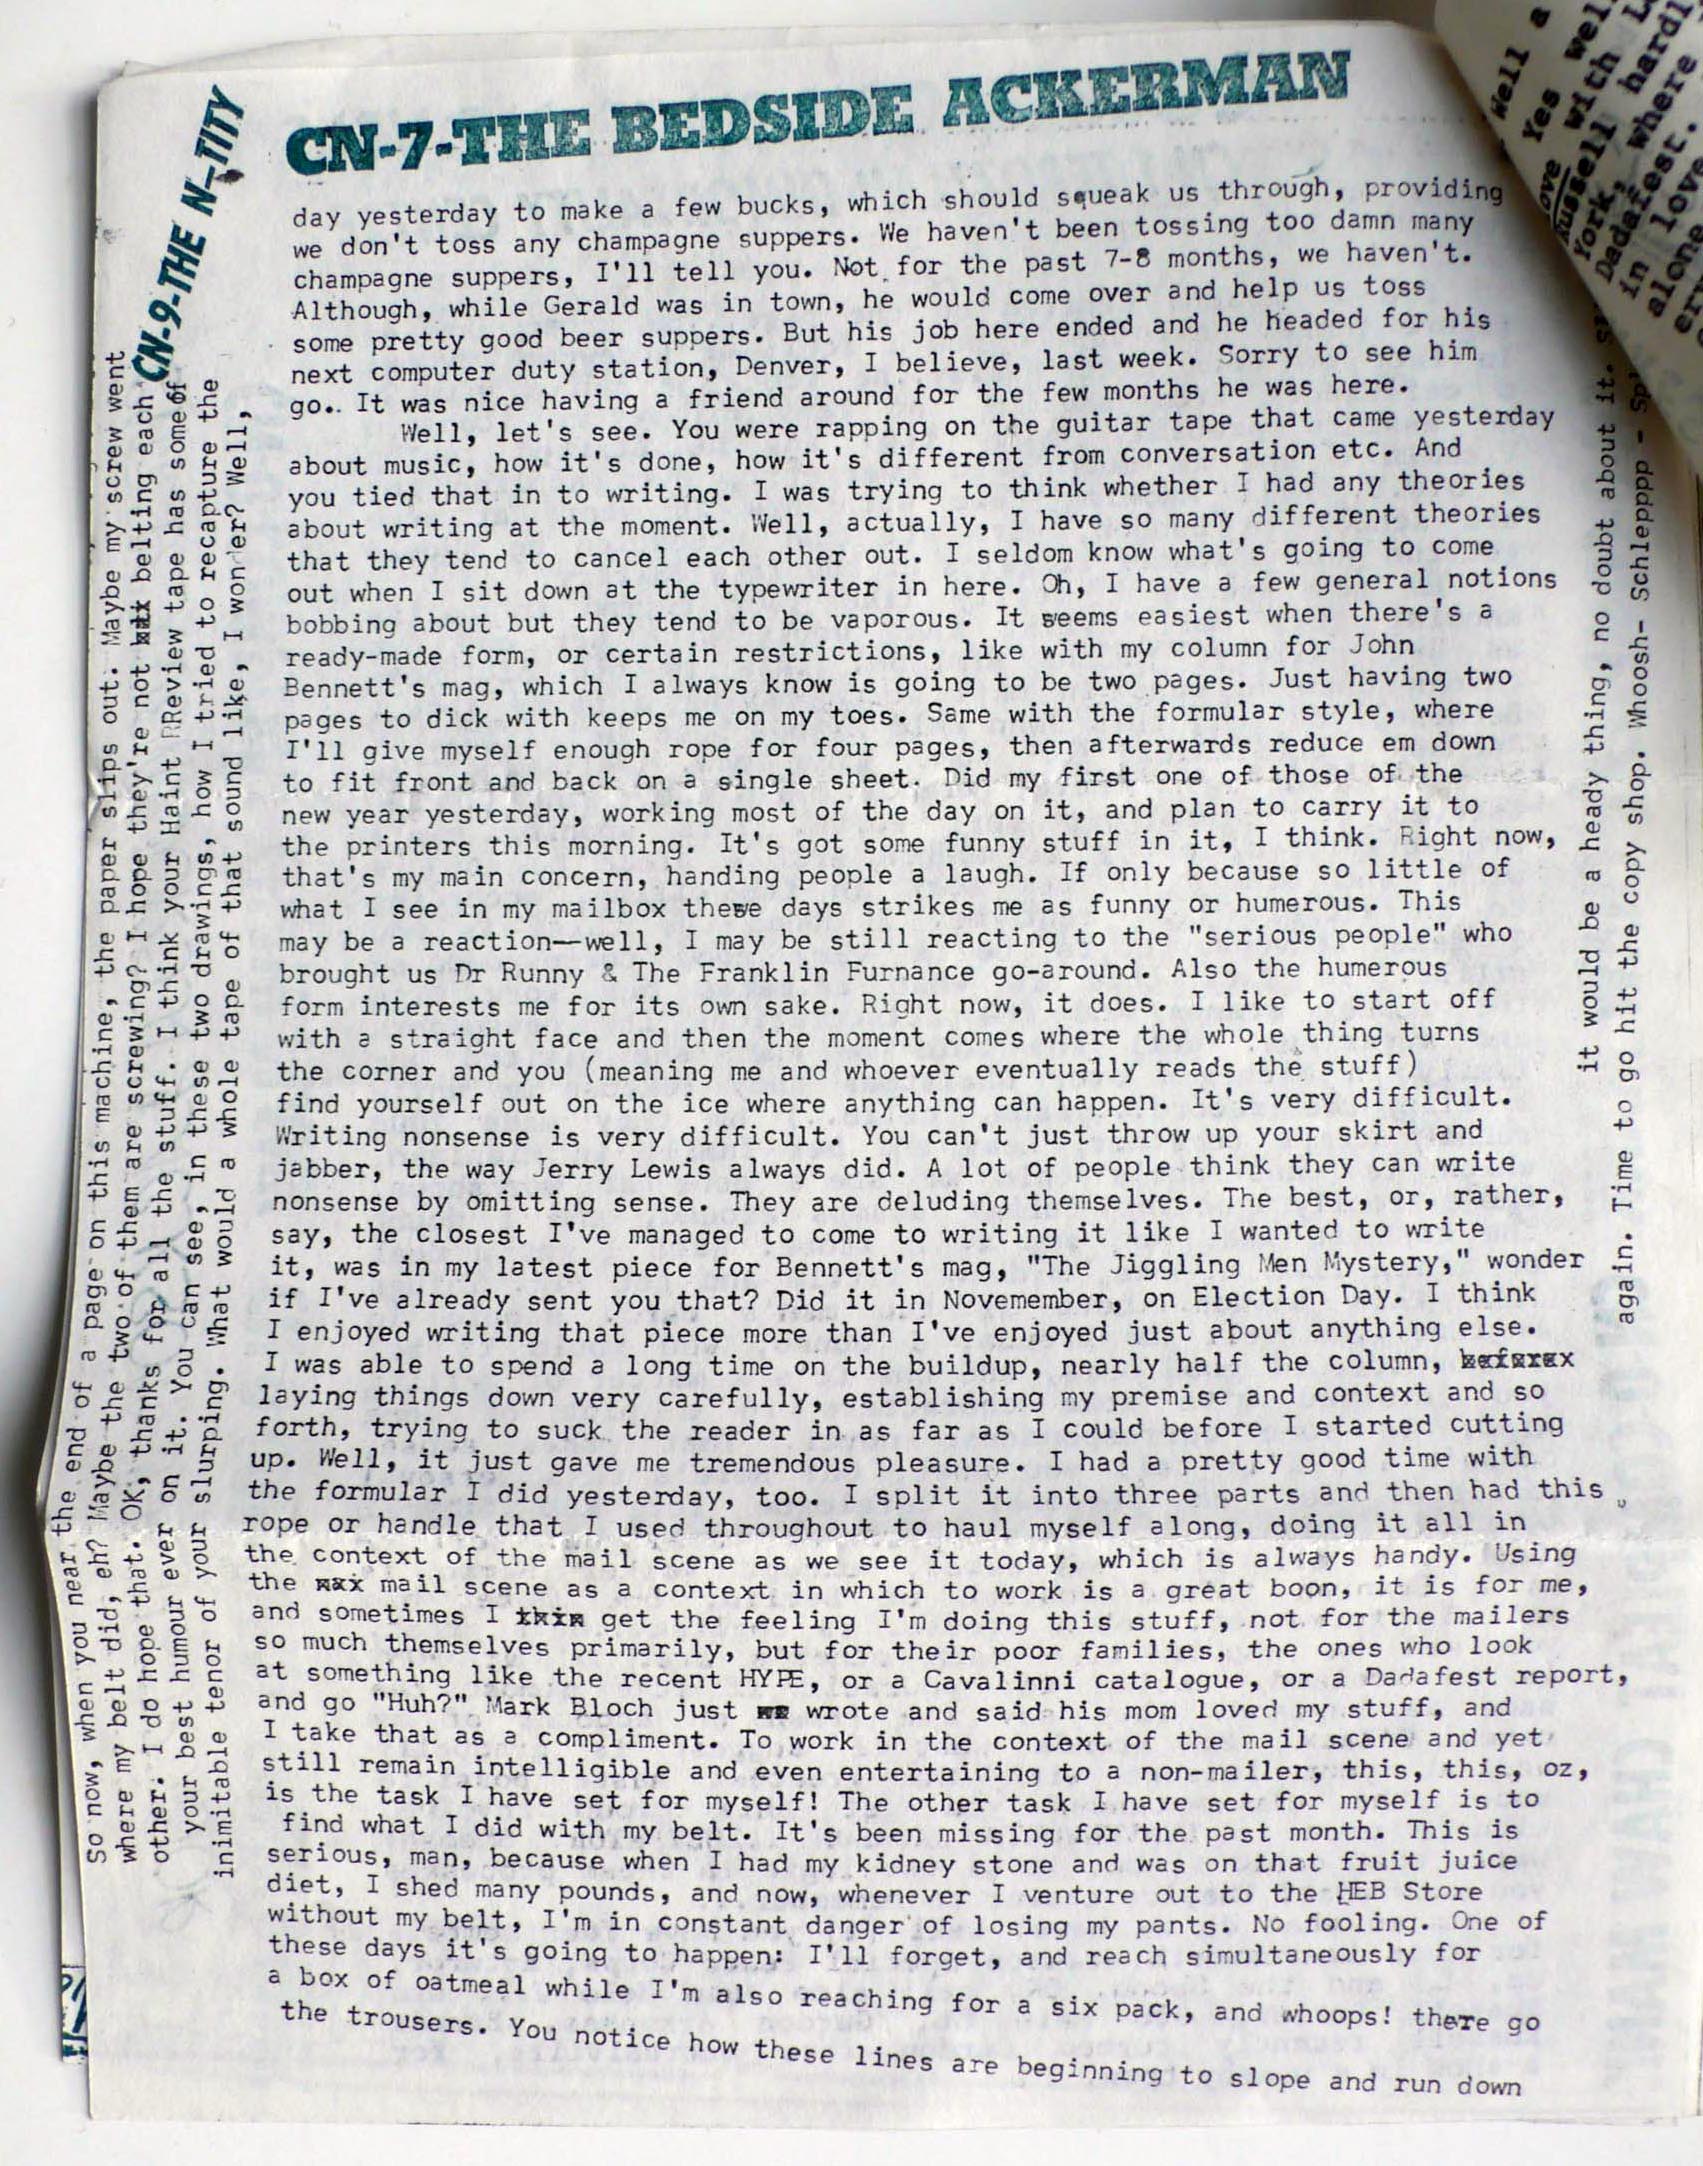 CN-7-THE BEDSIDE ACKERMAN
day yesterday to make a few bucks, which should squeak us through, providing
we don't toss any champagne suppers. We haven't been tossing too damn many
champagne suppers, I'll tell you. Not for the past 7-8 months, we haven't.
Although, while Gerald was in town, he would come over and help us toss
some pretty good beer suppers. But his job here ended and he headed for his
next computer duty station, Denver, I believe, last week. Sorry to see him
go.. It was nice having a friend around for the few months he was here.
Well, let's see. You were rapping on the guitar tape that came yesterday
about music, how it's done, how it's different from conversation etc. And
you tied that in to writing. I was trying to think whether I had any theories
about writing at the moment. Well, actually, I have so many different theories
that they tend to cancel each other out. I seldom know what's going to come
out when I sit down at the typewriter in here. Oh, I have a few general notions
bobbing about but they tend to be vaporous. It seems easiest when there's a
ready-made form, or certain restrictions, like with my column for John
Bennett's mag, which I always know is going to be two pages. Just having two
pages to dick with keeps me on my toes. Same with the formular style, where
I'll give myself enough rope for four pages, then afterwards reduce em down
to fit front and back on a single sheet. Did my first one of those of the
new year yesterday, working most of the day on it, and plan to carry it to
the printers this morning. It's got some funny stuff in it, I think. Right now,
that's my main concern, handing people a laugh. If only because so little of
what I see in my mailbox these days strikes me as funny or humerous. This
may be a reaction--well, I may be still reacting to the "serious people" who
brought us Dr Runny & The Franklin Furnance go-around. Also the humerous
form interests me for its own sake. Right now, it does. I like to start off
with a straight face and then the moment comes where the whole thing turns
the corner and you (meaning me and whoever eventually reads the stuff)
find yourself out on the ice where anything can happen. It's very difficult.
Writing nonsense is very difficult. You can't just throw up your skirt and
jabber, the way Jerry Lewis always did. A lot of people think they can write
nonsense by omitting sense. They are deluding themselves. The best, or, rather,
say, the closest I've managed to come to writing it like I wanted to write
it, was in my latest piece for Bennett's mag, "The Jiggling Men Mystery," wonder
if I've already sent you that? Did it in Novemember, on Election Day. I think
I enjoyed writing that piece more than I've enjoyed just about anything else.
I was able to spend a long time on the buildup, nearly half the column,
laying things down very carefully, establishing my premise and context and so
forth, trying to suck the reader in as far as I could before I started cutting
up. Well, it just gave me tremendous pleasure. I had a pretty good time with
the formular I did yesterday, too. I split it into three parts and then had this
rope or handle that I used throughout to haul myself along, doing it all in
the context of the mail scene as we see it today, which is always handy. Using
the mail scene as a context in which to work is a great boon, it is for me,
and sometimes I get the feeling I'm doing this stuff, not for the mailers
so much themselves primarily, but for their poor families, the ones who look
at something like the recent HYPE, or a Cavalinni catalogue, or a Dadafest report,
and go "Huh?" Mark Bloch just wrote and said his mom loved my stuff, and
I take that as a compliment. To work in the context of the mail scene and yet
still remain intelligible and even entertaining to a non-mailer, this, this, oz,
is the task I have set for myself! The other task I have set for myself is to
find what I did with my belt. It's been missing for the past month. This is
serious, man, because when I had my kidney stone and was on that fruit juice
diet, I shed many pounds, and now, whenever I venture out to the HEB Store
without my belt, I'm in constant danger of losing my pants. No fooling. One of
these days it's going to happen: I'll forget, and reach simultaneously for
a box of oatmeal while I'm also reaching for a six pack, and whoops! there go
the trousers. You notice how these lines are beginning to slope and run down
CN-9-THE N-TITY
So now, when you near the end of a page on this machine, the paper slips out. Maybe my screw went
where my belt did, eh? Maybe the two of them are screwing? I hope they're not belting each
other. I do hope that. OK, thanks for all the stuff. I think your Haint RReview tape has some of
your best humour ever on it. You can see, in these two drawings, how I tried to recapture the
inimitable tenor of your slurping. What would a whole tape of that sound like, I wonder? Well,
it would be a heady thing, no doubt about it.
again. Time to go hit the copy shop. Whoosh- Schlepppp -
Well a
Yes wel
with
Russell
York,
hardl
Dadafest.
where
in love
alone